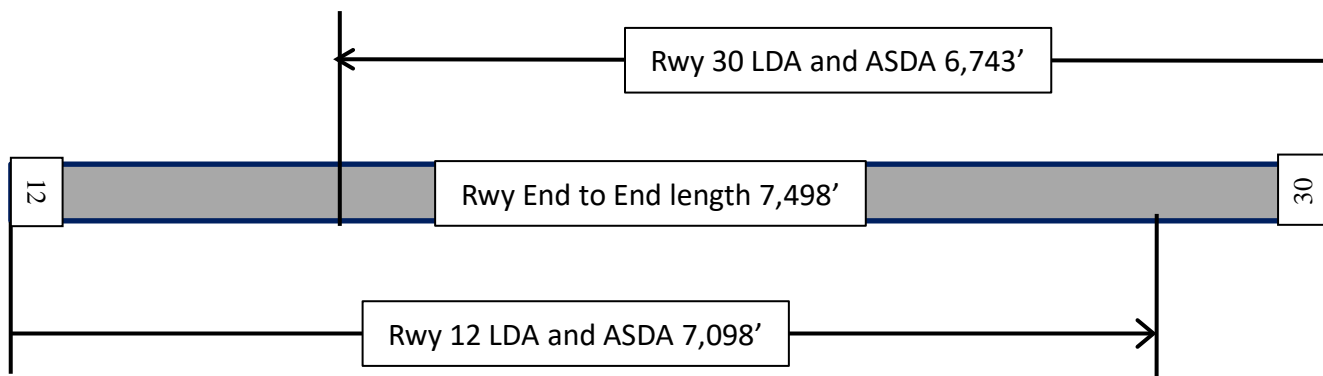 Rwy 30 LDA and ASDA 6,743’
12
Rwy End to End length 7,498’
30
Rwy 12 LDA and ASDA 7,098’